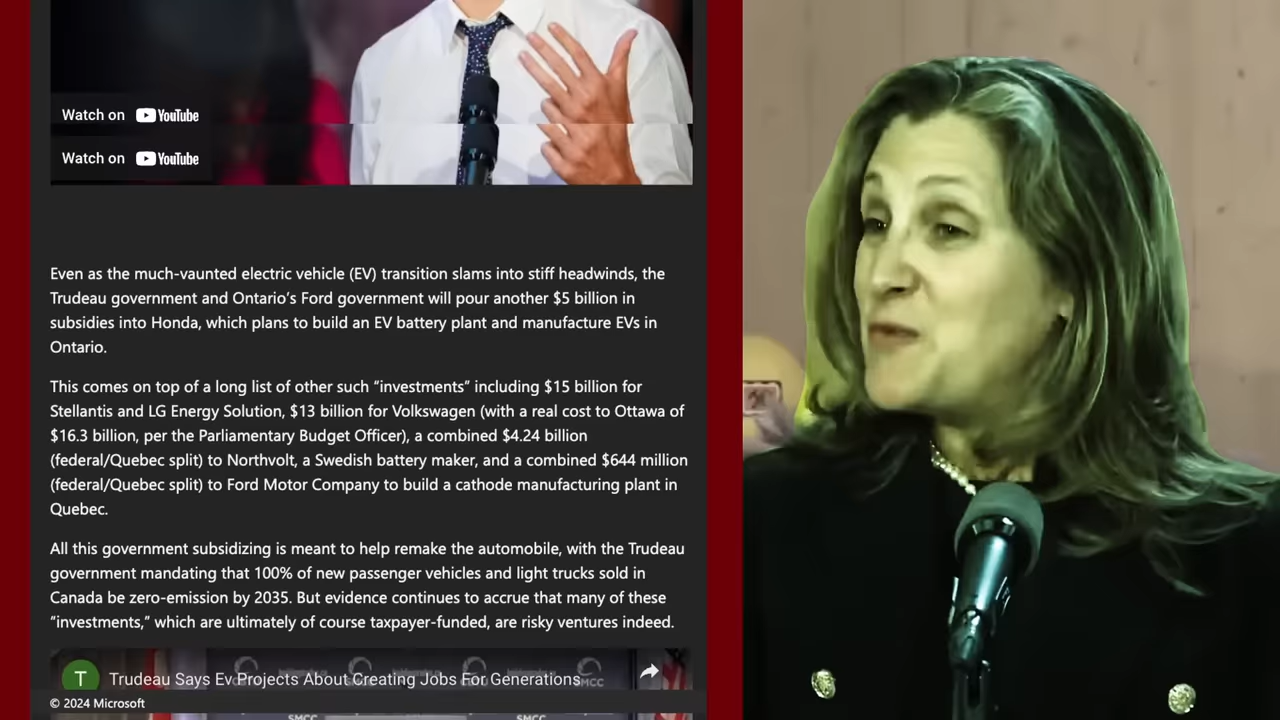 Watch on YouTube
Watch on YouTube
Even as the much-vaunted electric vehicle (EV) transition slams into stiff headwinds, the
Trudeau government and Ontario’s Ford government will pour another $5 billion in
subsidies into Honda, which plans to build an EV battery plant and manufacture EVs in
Ontario.
This comes on top of a long list of other such “investments” including $15 billion for
Stellantis and LG Energy Solution, $13 billion for Volkswagen (with a real cost to Ottawa of
$16.3 billion, per the Parliamentary Budget Officer), a combined $4.24 billion
(federal/Quebec split) to Northvolt, a Swedish battery maker, and a combined $644 million
(federal/Quebec split) to Ford Motor Company to build a cathode manufacturing plant in
Quebec.
All this government subsidizing is meant to help remake the automobile, with the Trudeau
government mandating that 100% of new passenger vehicles and light trucks sold in
Canada be zero-emission by 2035. But evidence continues to accrue that many of these
“investments,” which are ultimately of course taxpayer-funded, are risky ventures indeed.
T Trudeau Says Ev Projects About Creating Jobs For Generations
SMCC
© 2024 Microsoft
SMCC